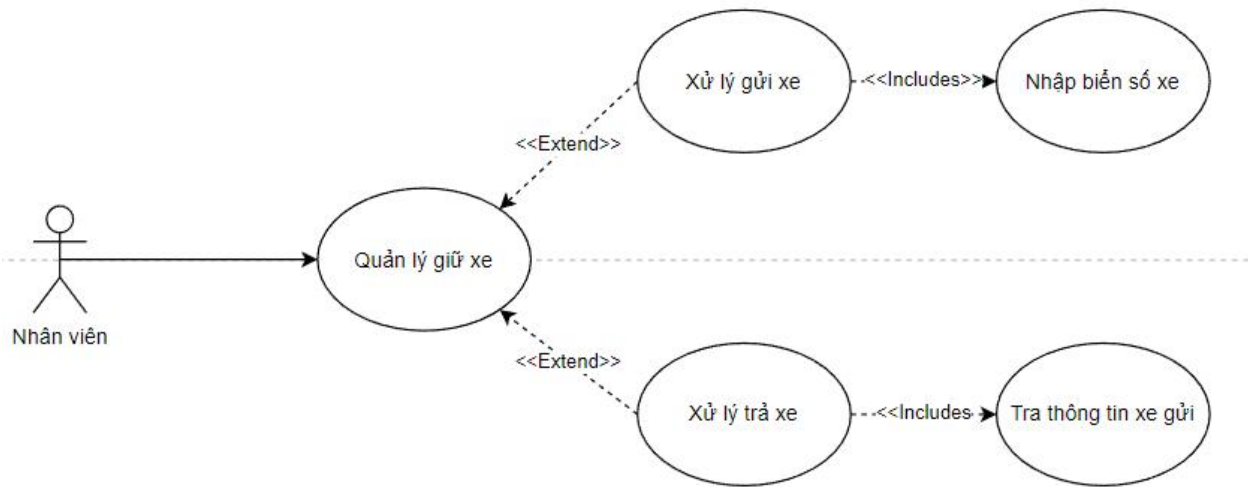 Xử lý gửi xe
<<Includes>>
Nhập biển số xe
<<Extend>>
Quản lý giữ xe
Nhân viên
<<Extend>>
Xử lý trả xe
<<Includes
Tra thông tin xe gửi